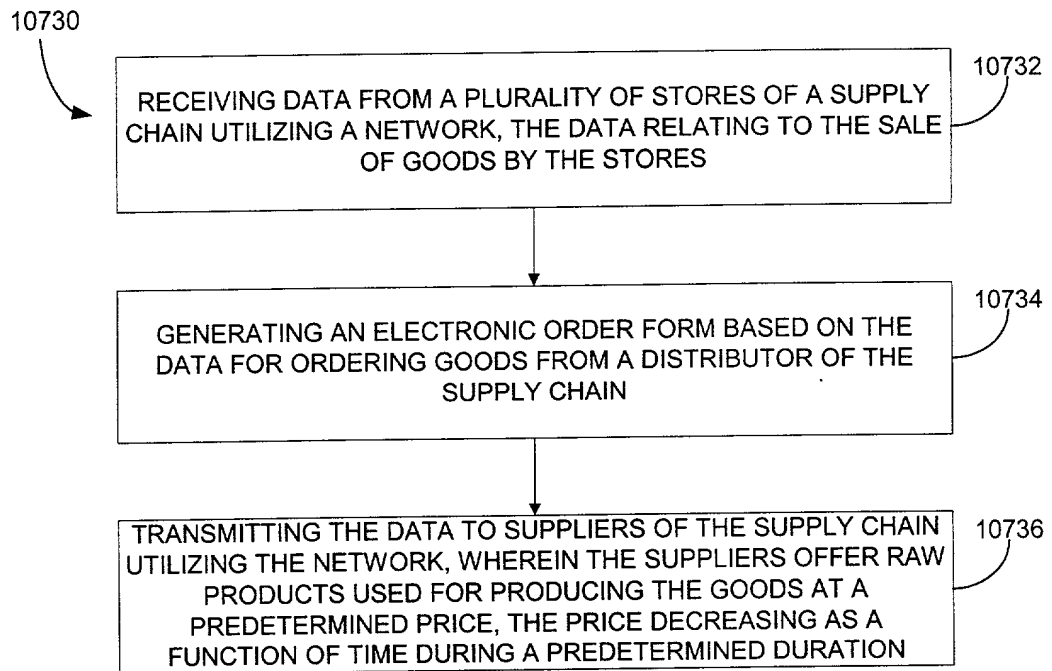 10730
10732
RECEIVING DATA FROM A PLURALITY OF STORES OF A SUPPLY
CHAIN UTILIZING A NETWORK, THE DATA RELATING TO THE SALE
OF GOODS BY THE STORES
10734
GENERATING AN ELECTRONIC ORDER FORM BASED ON THE
DATA FOR ORDERING GOODS FROM A DISTRIBUTOR OF THE
SUPPLY CHAIN
10736
TRANSMITTING THE DATA TO SUPPLIERS OF THE SUPPLY CHAIN
UTILIZING THE NETWORK, WHEREIN THE SUPPLIERS OFFER RAW
PRODUCTS USED FOR PRODUCING THE GOODS AT A
PREDETERMINED PRICE, THE PRICE DECREASING AS A
FUNCTION OF TIME DURING A PREDETERMINED DURATION